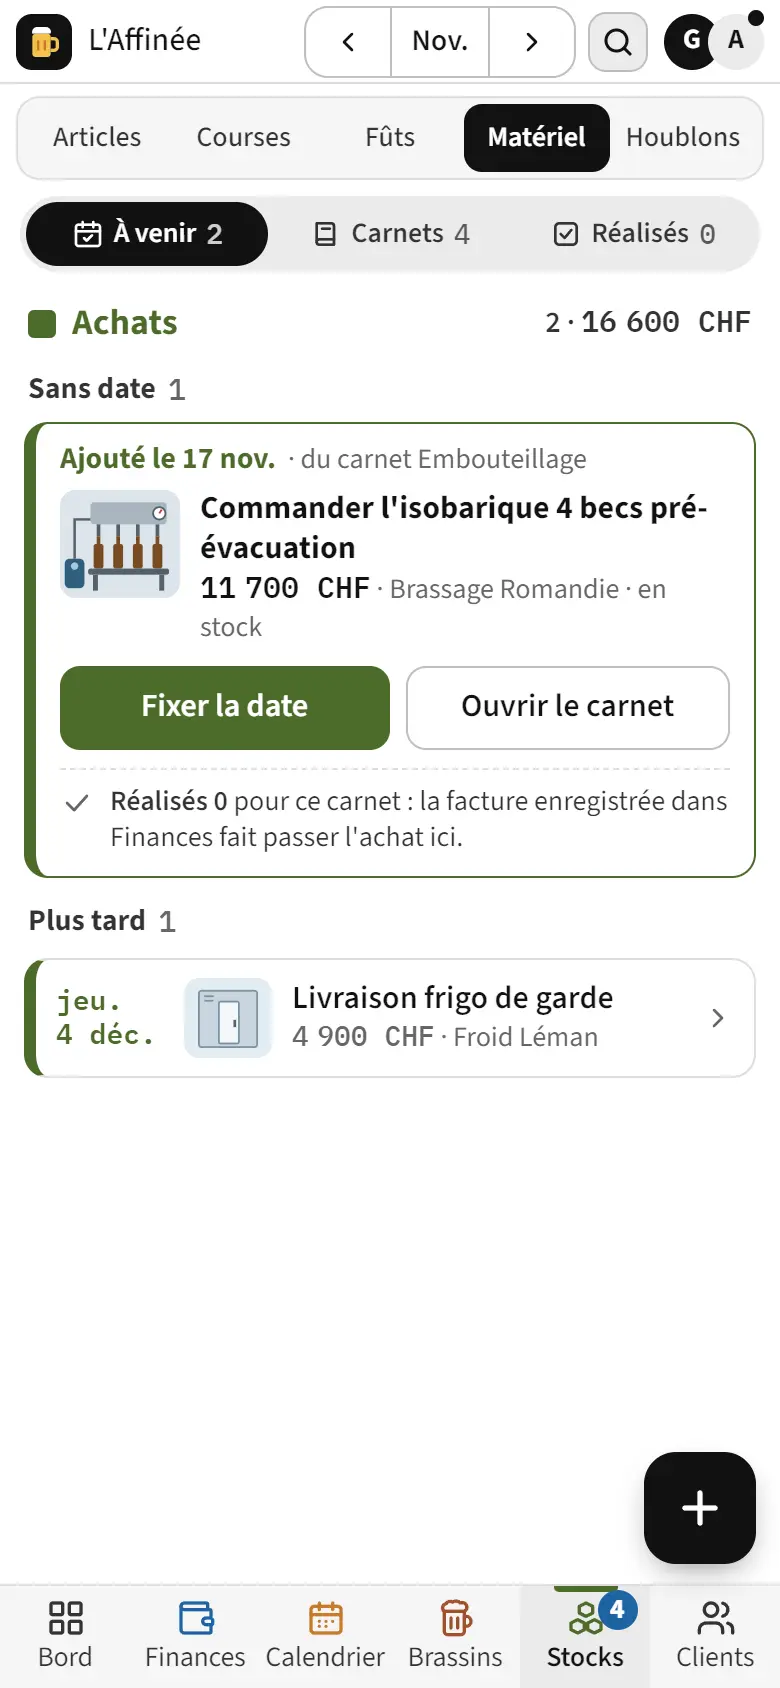 L'Affinée
Nov.
G
A
Articles
Courses
Fûts
Matériel
Houblons
À venir 2
Carnets 4
Réalisés 0
Achats
2 · 16 600 CHF
Sans date 1
Ajouté le 17 nov. · du carnet Embouteillage
Commander l'isobarique 4 becs pré-
évacuation
11 700 CHF · Brassage Romandie · en
stock
Fixer la date
Ouvrir le carnet
Réalisés 0 pour ce carnet : la facture enregistrée dans
Finances fait passer l'achat ici.
Plus tard 1
jeu.
4 déc.
Livraison frigo de garde
4 900 CHF · Froid Léman
Bord
Finances
Calendrier
Brassins
4
Stocks
Clients